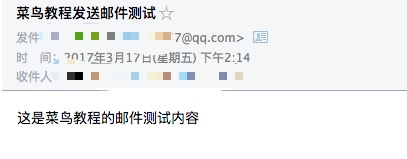 菜鸟教程发送邮件测试☆
发件 7@qq.com>
时 间: 2017年3月17日(星期五) 下午2:14
收件人
这是菜鸟教程的邮件测试内容